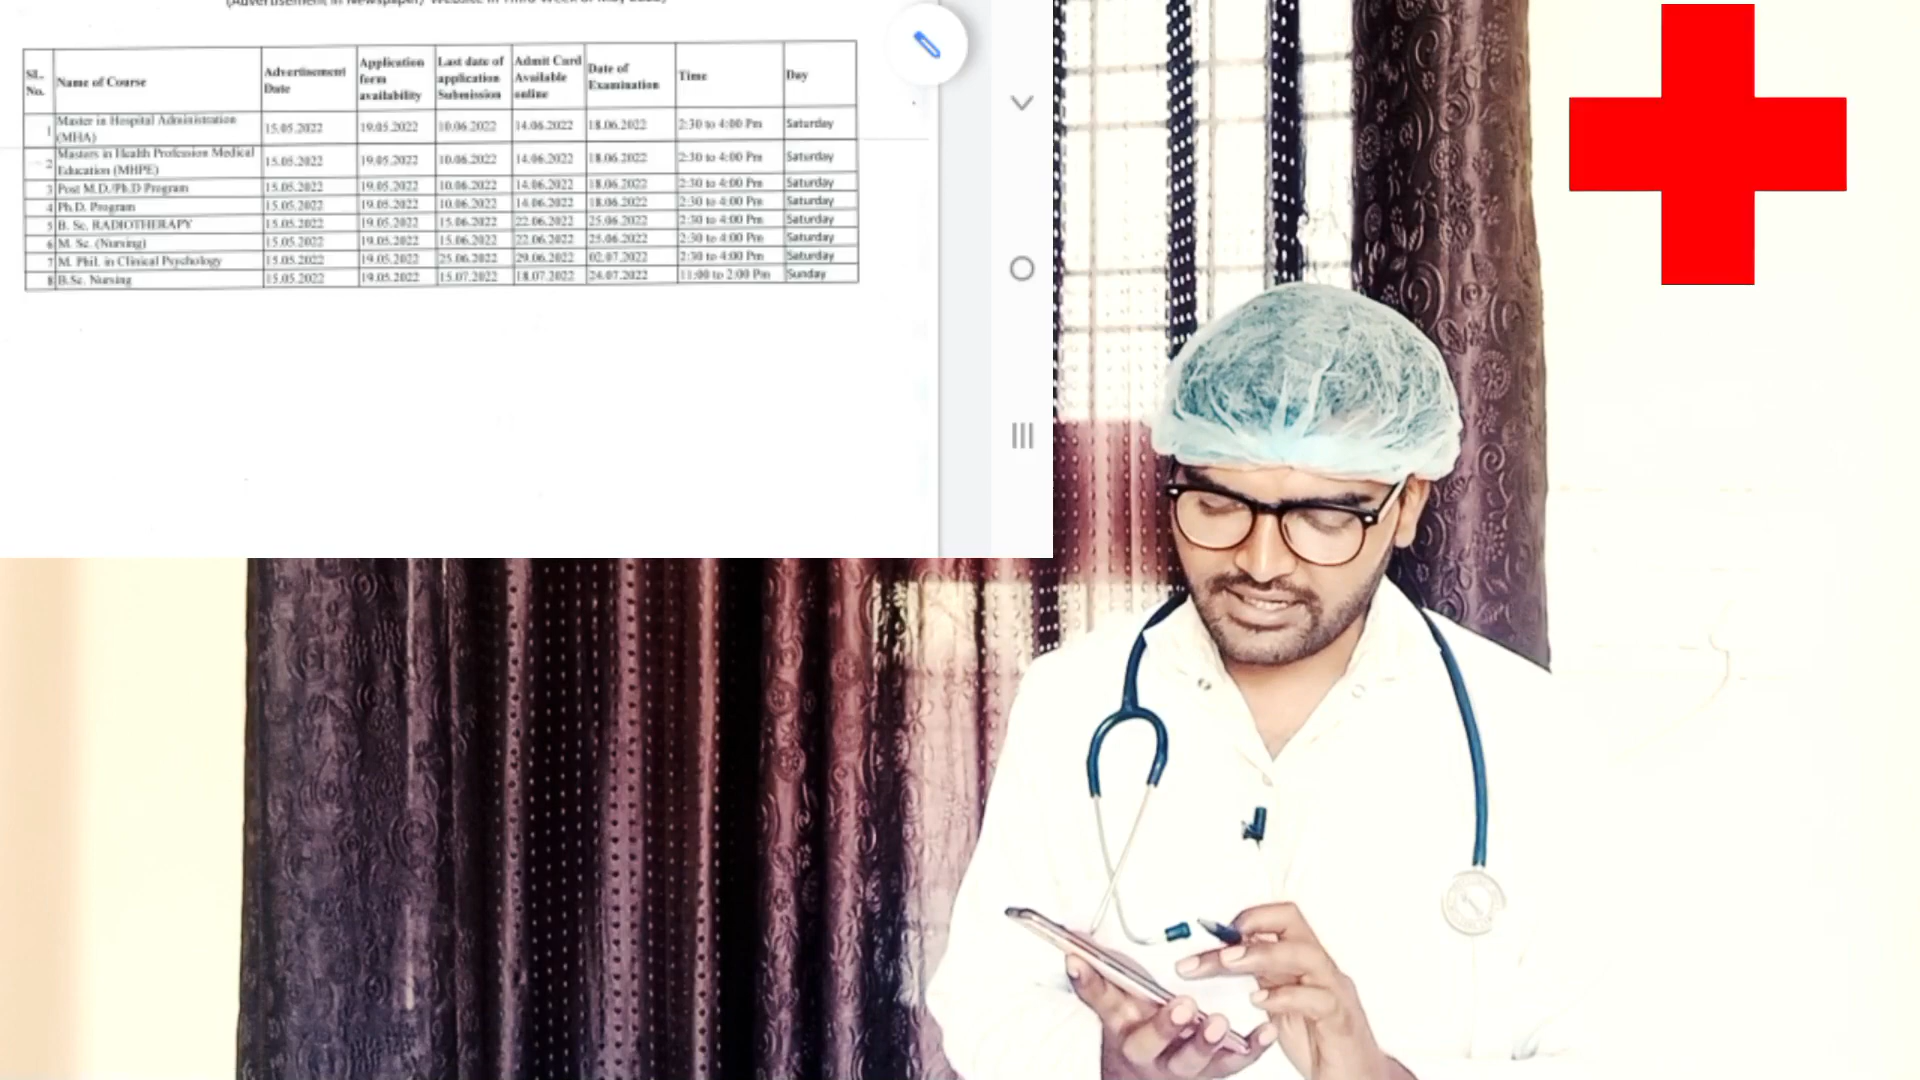 SL. No. Name of Course Advertisement Date Application form availability Last date of application Submission Admit Card Available online Date of Examination Time Day
1 Master in Hospital Administration (MHA) 15.05.2022 19.05.2022 10.06.2022 14.06.2022 18.06.2022 2:30 to 4:00 Pm Saturday
2 Masters in Health Profession Medical Education (MHPE) 15.05.2022 19.05.2022 10.06.2022 14.06.2022 18.06.2022 2:30 to 4:00 Pm Saturday
3 Post M.D./Ph.D Program 15.05.2022 19.05.2022 10.06.2022 14.06.2022 18.06.2022 2:30 to 4:00 Pm Saturday
4 Ph.D. Program 15.05.2022 19.05.2022 10.06.2022 14.06.2022 18.06.2022 2:30 to 4:00 Pm Saturday
5 B. Sc. RADIOTHERAPY 15.05.2022 19.05.2022 15.06.2022 22.06.2022 25.06.2022 2:30 to 4:00 Pm Saturday
6 M. Sc. (Nursing) 15.05.2022 19.05.2022 15.06.2022 22.06.2022 25.06.2022 2:30 to 4:00 Pm Saturday
7 M. Phil. in Clinical Psychology 15.05.2022 19.05.2022 25.06.2022 29.06.2022 02.07.2022 2:30 to 4:00 Pm Saturday
8 B.Sc. Nursing 15.05.2022 19.05.2022 15.07.2022 18.07.2022 24.07.2022 11:00 to 2:00 Pm Sunday